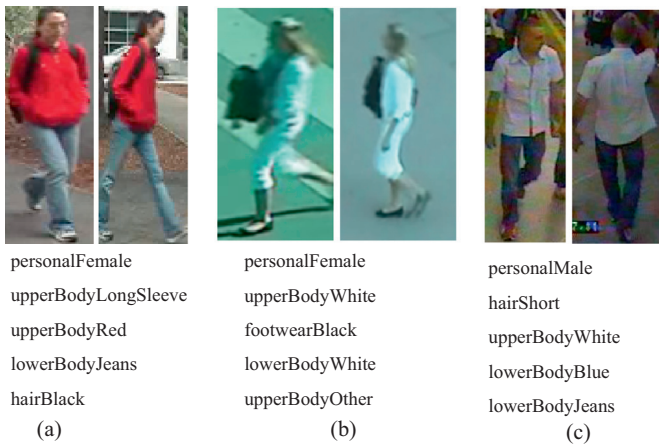 personalFemale
upperBodyLongSleeve
upperBodyRed
lowerBodyJeans
hairBlack
(a)
personalFemale
upperBodyWhite
footwearBlack
lowerBodyWhite
upperBodyOther
(b)
personalMale
hairShort
upperBodyWhite
lowerBodyBlue
lowerBodyJeans
(c)